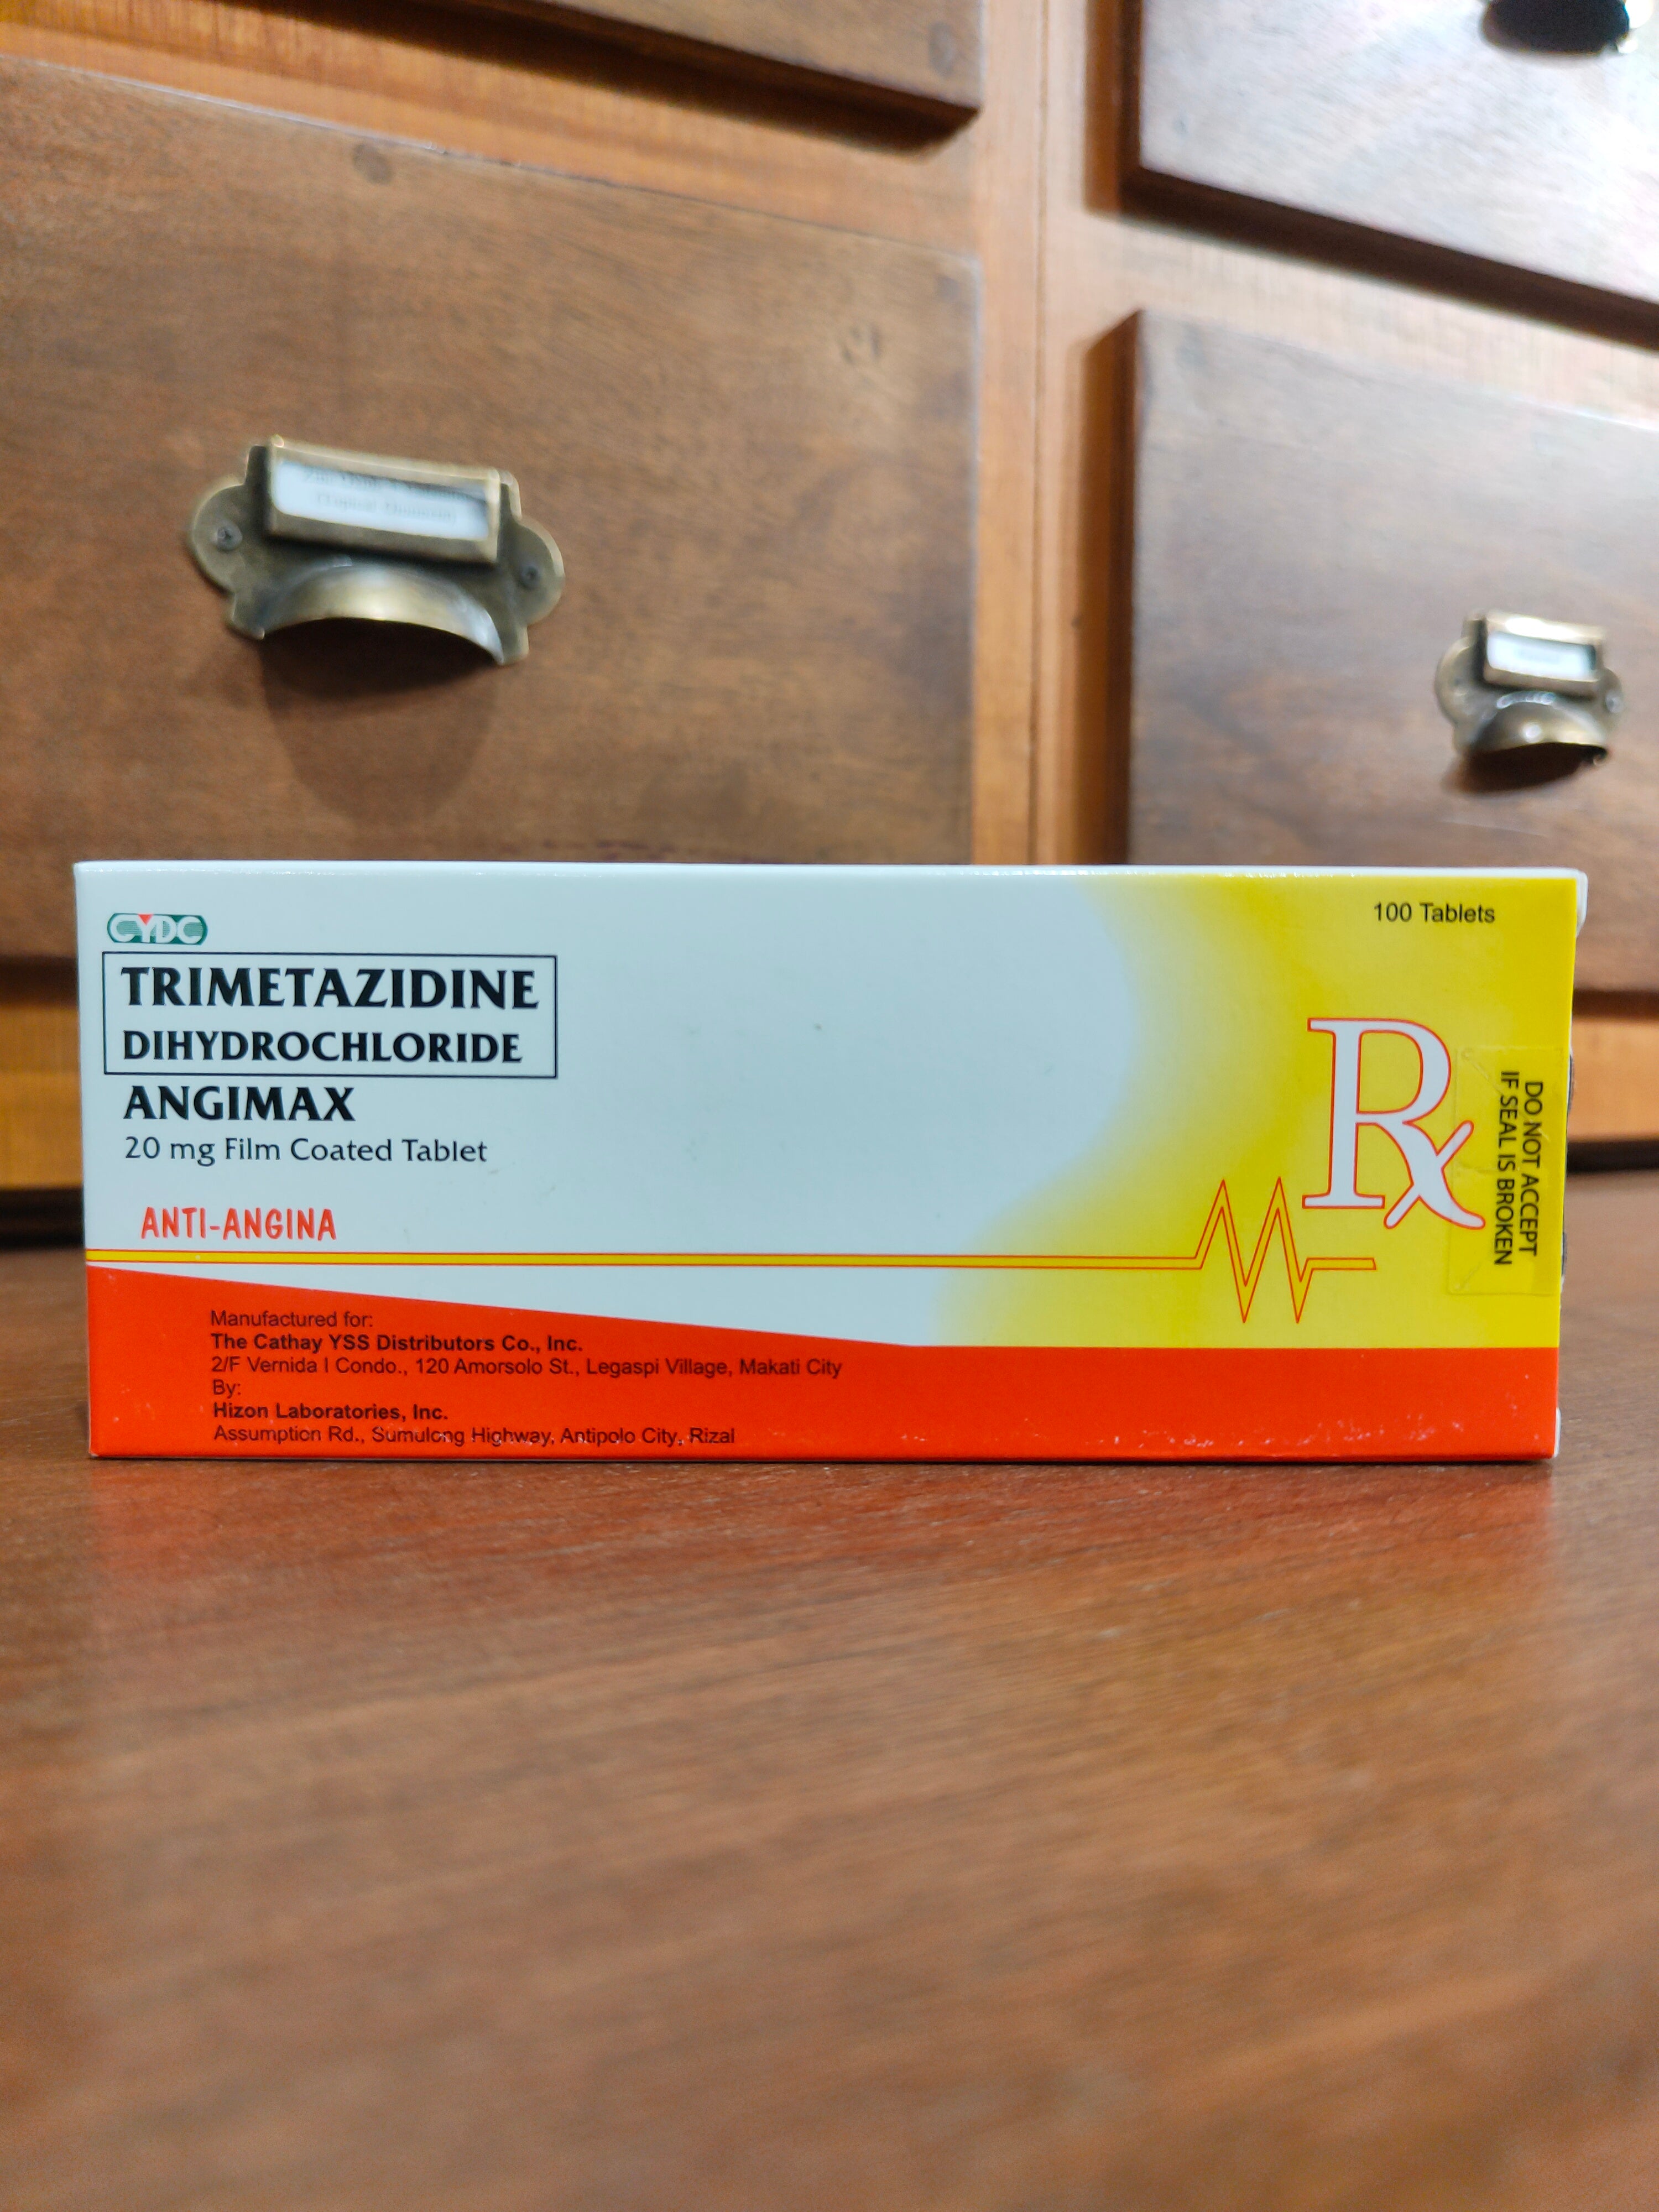 CYDC
100 Tablets
TRIMETAZIDINE
DIHYDROCHLORIDE
ANGIMAX
20 mg Film Coated Tablet
ANTI-ANGINA
Rx
DO NOT ACCEPT
IF SEAL IS BROKEN
Manufactured for:
The Cathay YSS Distributors Co., Inc.
2/F Vernida I Condo., 120 Amorsolo St., Legaspi Village, Makati City
By:
Hizon Laboratories, Inc.
Assumption Rd., Sumulong Highway, Antipolo City, Rizal